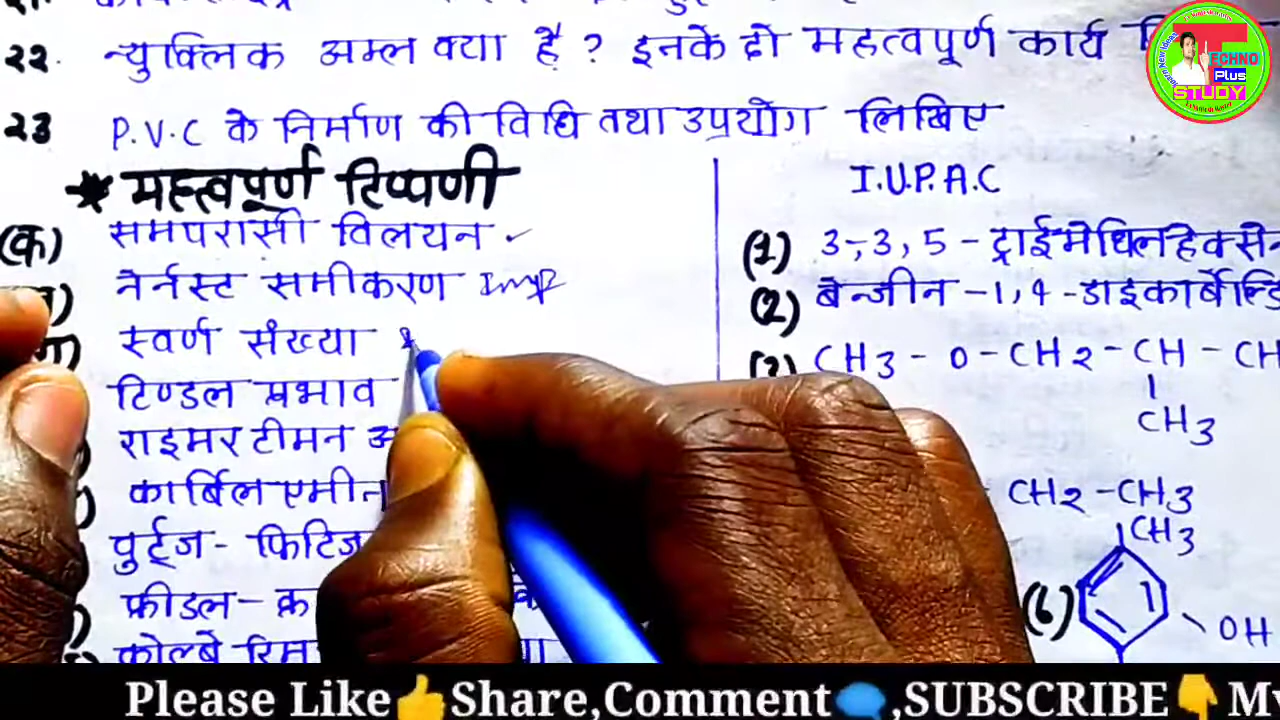 २२. न्युक्लिक अम्ल क्या है ? इनके दो महत्वपूर्ण कार्य
२३ P.V.C के निर्माण की विधि तथा उपयोग लिखिए
* महत्वपूर्ण टिप्पणी
(क) समपरासी विलयन ✓
नेर्नस्ट समीकरण Imp
स्वर्ण संख्या
टिण्डल प्रभाव
राइमर टीमन अ
कार्बिल एमीन
पुर्ट्ज - फिटिज
फ्रीडल - क्रा
कोल्बे
I.U.P.A.C
(1) 3-,3,5 - ट्राईमेथिल हेक्सेन
(2) बेन्जीन -1,4 -डाइकार्बेल्डि
(3) CH3 - O - CH2 - CH - CH
CH3
CH2 - CH3
CH3
(6)
OH
TECHNO
Plus
STUDY
Please Like👍Share,Comment🗨,SUBSCRIBE👇My